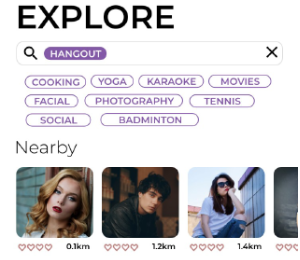 EXPLORE
HANGOUT
COOKING YOGA KARAOKE MOVIES
FACIAL PHOTOGRAPHY TENNIS
SOCIAL BADMINTON
Nearby
0.1km 1.2km 1.4km